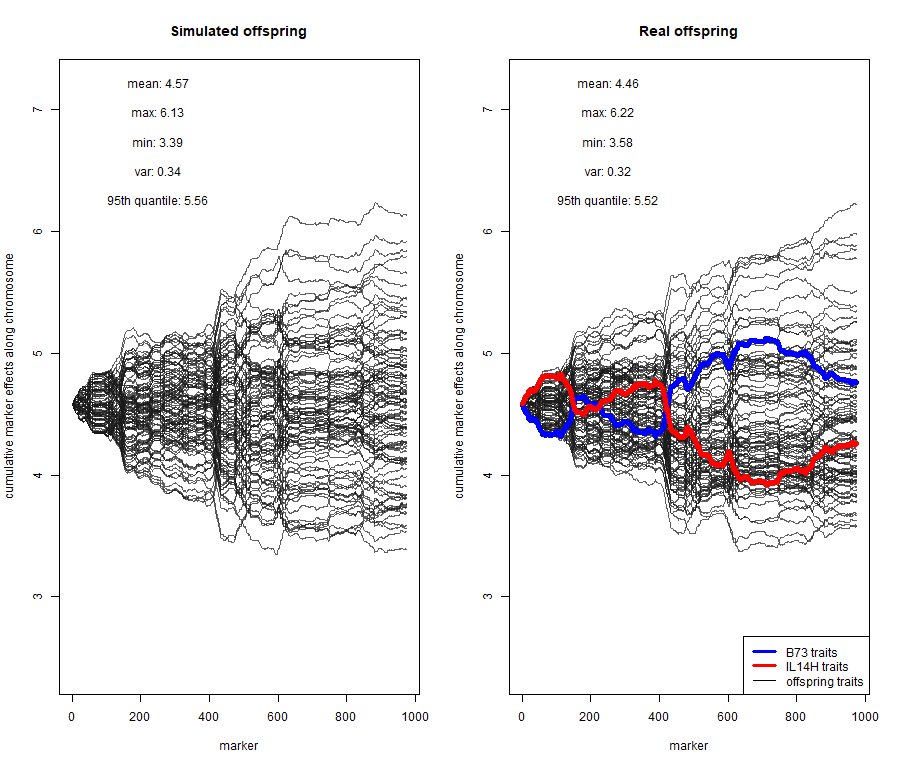 Simulated offspring
mean: 4.57
max: 6.13
min: 3.39
var: 0.34
95th quantile: 5.56
cumulative marker effects along chromosome
7
6
5
4
3
0 200 400 600 800 1000
marker
Real offspring
mean: 4.46
max: 6.22
min: 3.58
var: 0.32
95th quantile: 5.52
cumulative marker effects along chromosome
7
6
5
4
3
B73 traits
IL14H traits
offspring traits
0 200 400 600 800 1000
marker